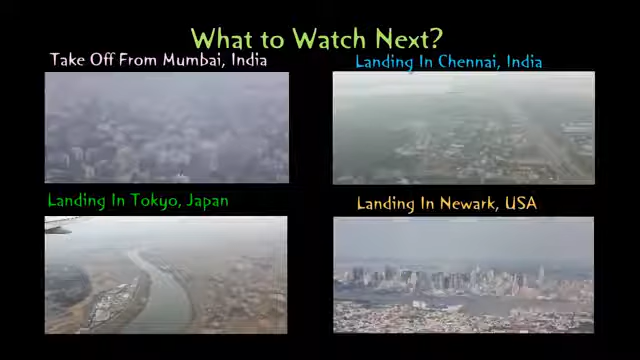 What to Watch Next?
Take Off From Mumbai, India
Landing In Chennai, India
Landing In Tokyo, Japan
Landing In Newark, USA